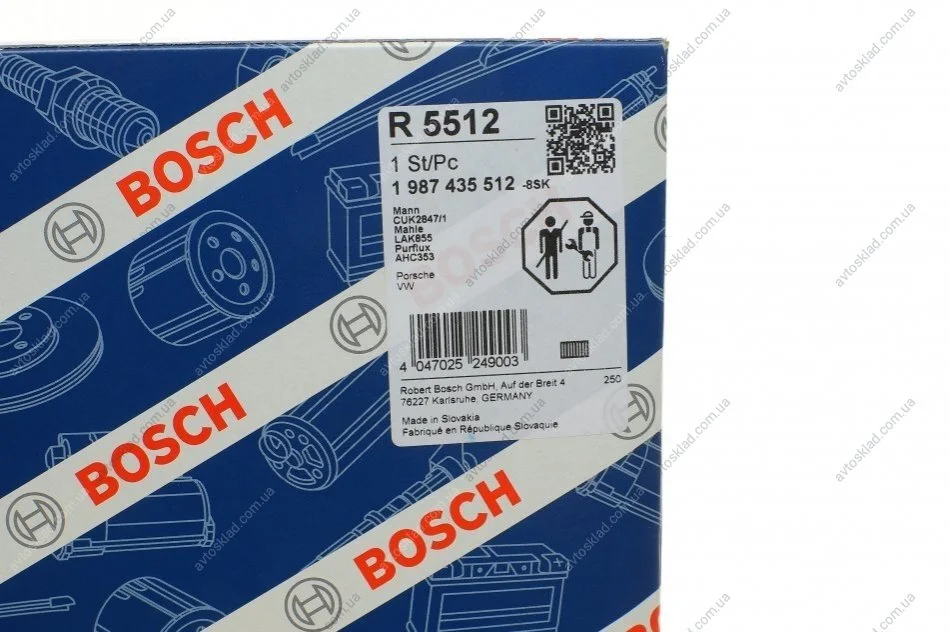 BOSCH
R 5512
1 St/Pc
1 987 435 512 -8SK
Mann
CUK2847/1
Mahle
LAK855
Purflux
AHC353
Porsche
VW
BOSCH
4 047025 249003
Robert Bosch GmbH, Auf der Breit 4
76227 Karlsruhe, GERMANY
250
Made in Slovakia
Fabriqué en République Slovaquie
BOSCH
BOSCH
avtosklad.com.ua